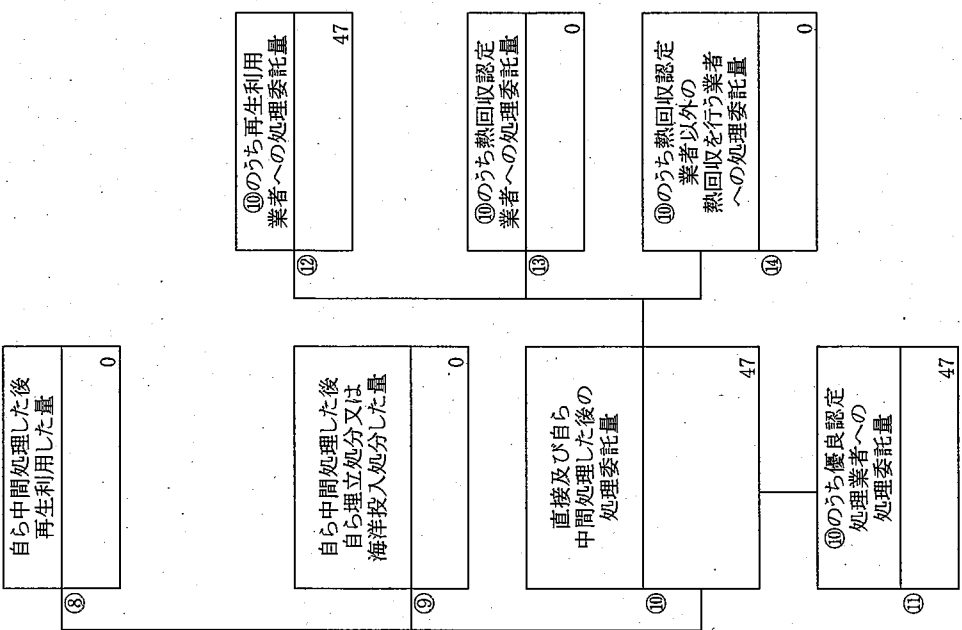 ⑧
自ら中間処理した後
再生利用した量
0
⑨
自ら中間処理した後
自ら埋立処分又は
海洋投入処分した量
0
⑩
直接及び自ら
中間処理した後の
処理委託量
47
⑪
⑩のうち優良認定
処理業者への
処理委託量
47
⑫
⑩のうち再生利用
業者への処理委託量
47
⑬
⑩のうち熱回収認定
業者への処理委託量
0
⑭
⑩のうち熱回収認定
業者以外の
熱回収を行う業者
への処理委託量
0